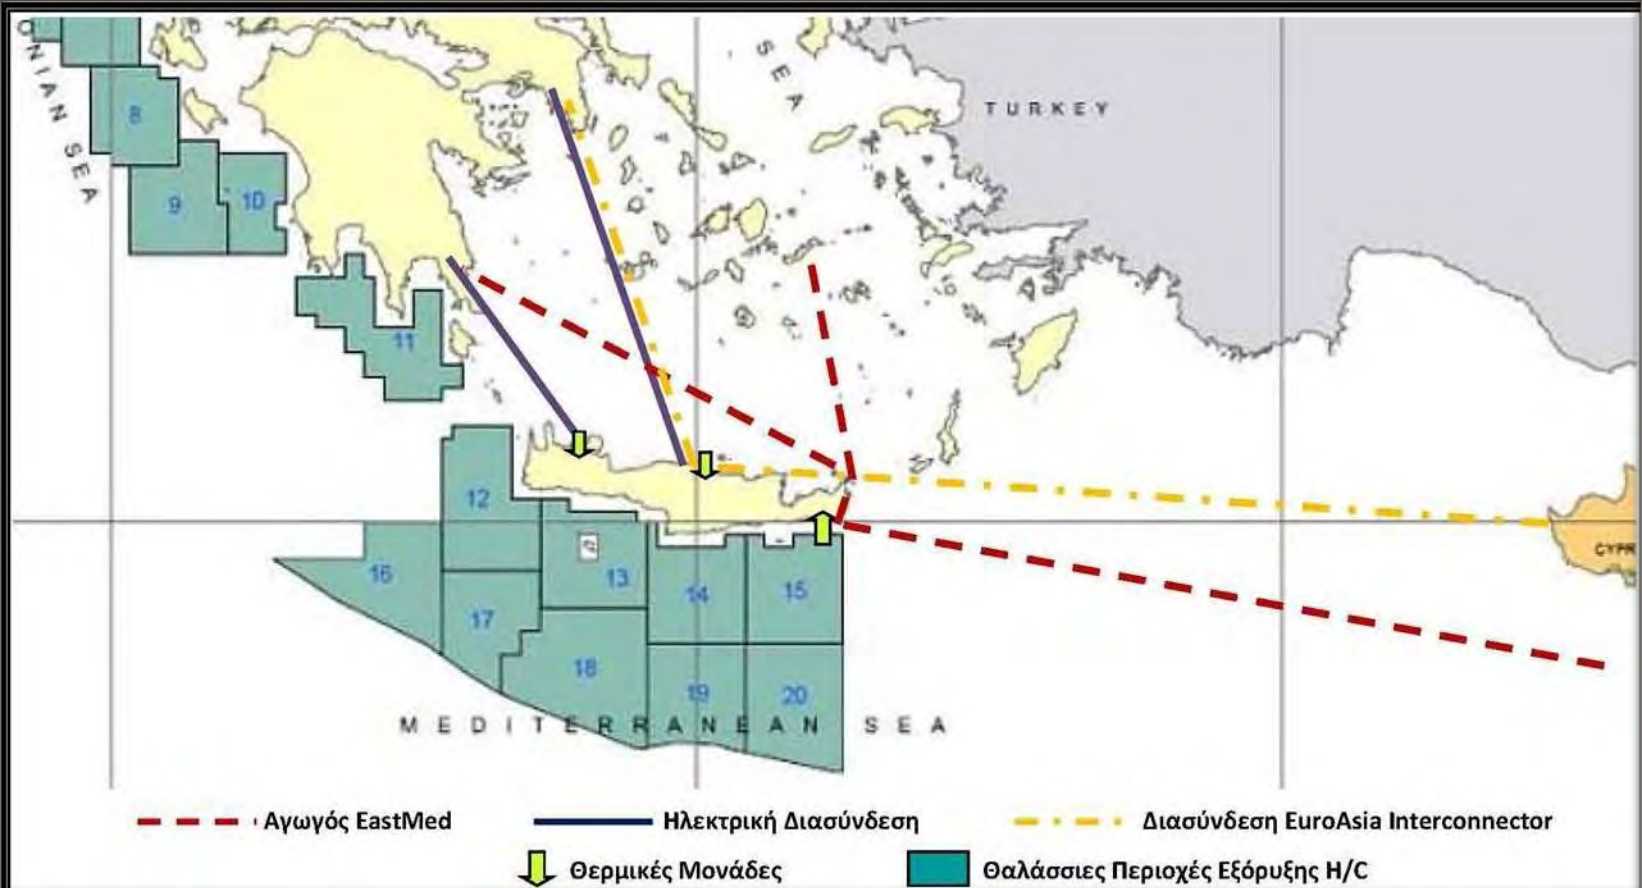 ONIAN SEA
SEA
TURKEY
8
9
10
11
12
13
14
15
16
17
18
19
20
CYPR
MEDITERRANEAN SEA
Αγωγός EastMed
Ηλεκτρική Διασύνδεση
Διασύνδεση EuroAsia Interconnector
Θερμικές Μονάδες
Θαλάσσιες Περιοχές Εξόρυξης H/C